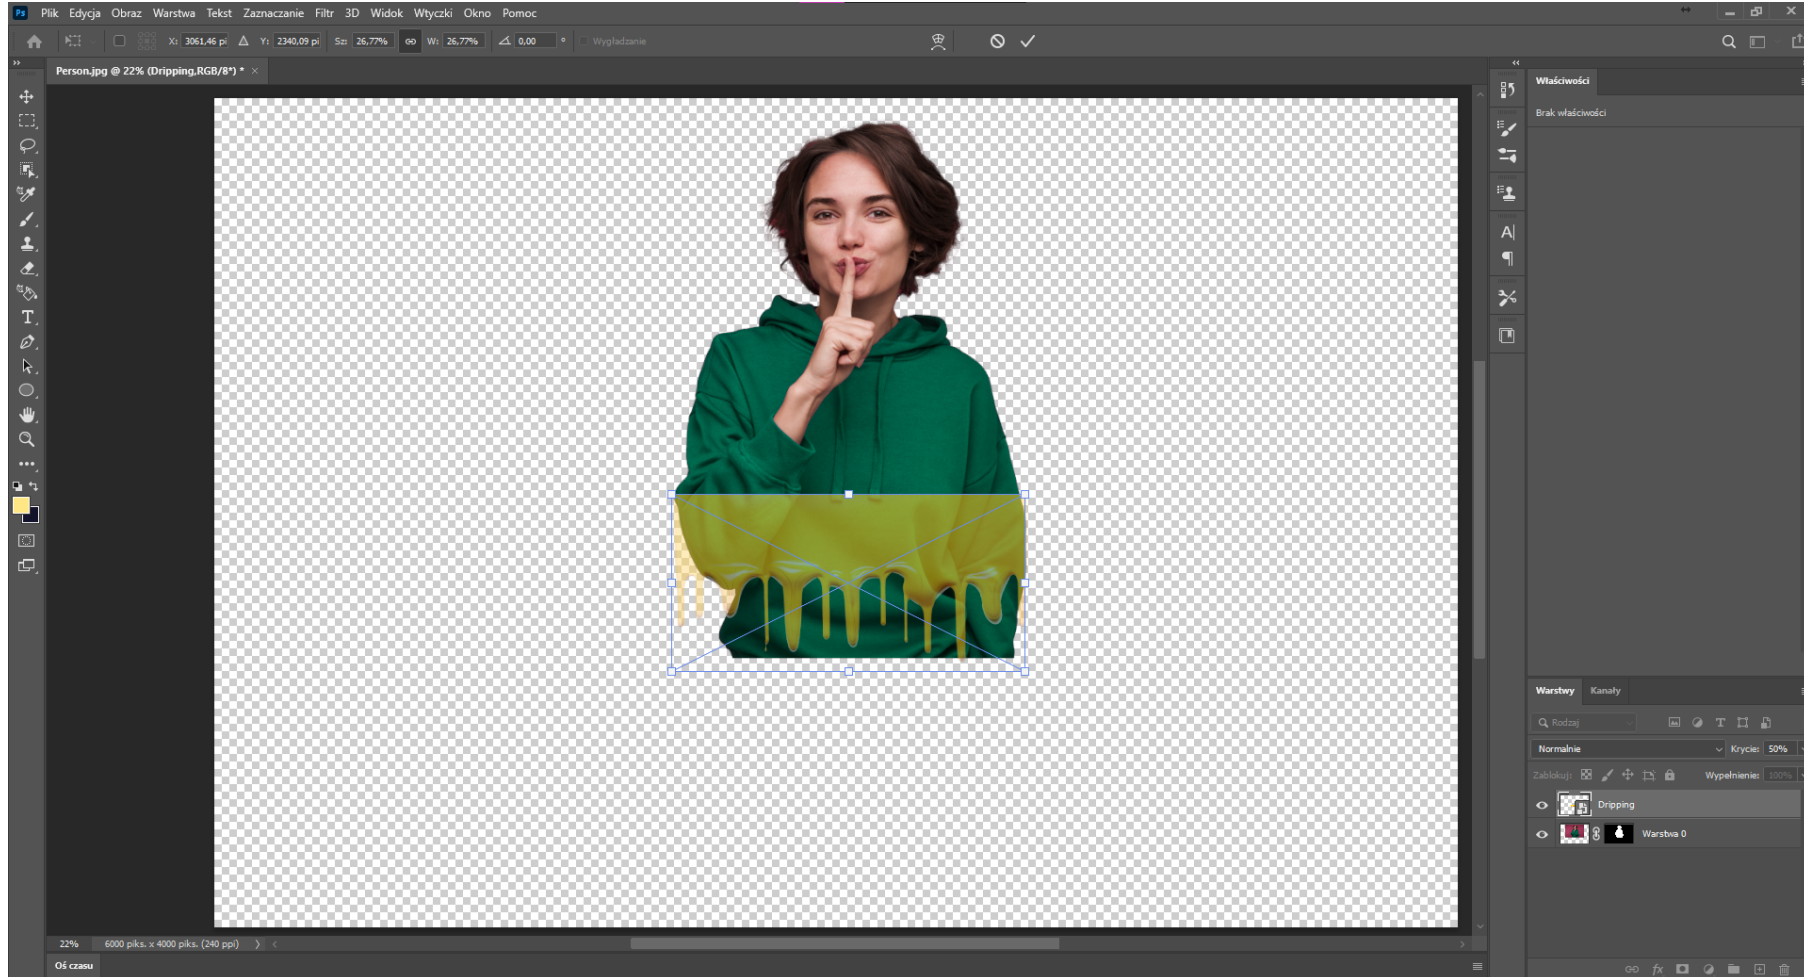 Ps Plik Edycja Obraz Warstwa Tekst Zaznaczanie Filtr 3D Widok Wtyczki Okno Pomoc
X: 3061,46 pi Y: 2340,09 pi Sz: 26,77% W: 26,77% 0,00 ° Wygładzanie
Person.jpg @ 22% (Dripping,RGB/8*) * ×
Właściwości
Brak właściwości
Warstwy Kanały
Rodzaj
Normalnie Krycie: 50%
Zablokuj: Wypełnienie: 100%
Dripping
Warstwa 0
22% 6000 piks. x 4000 piks. (240 ppi)
Oś czasu
fx